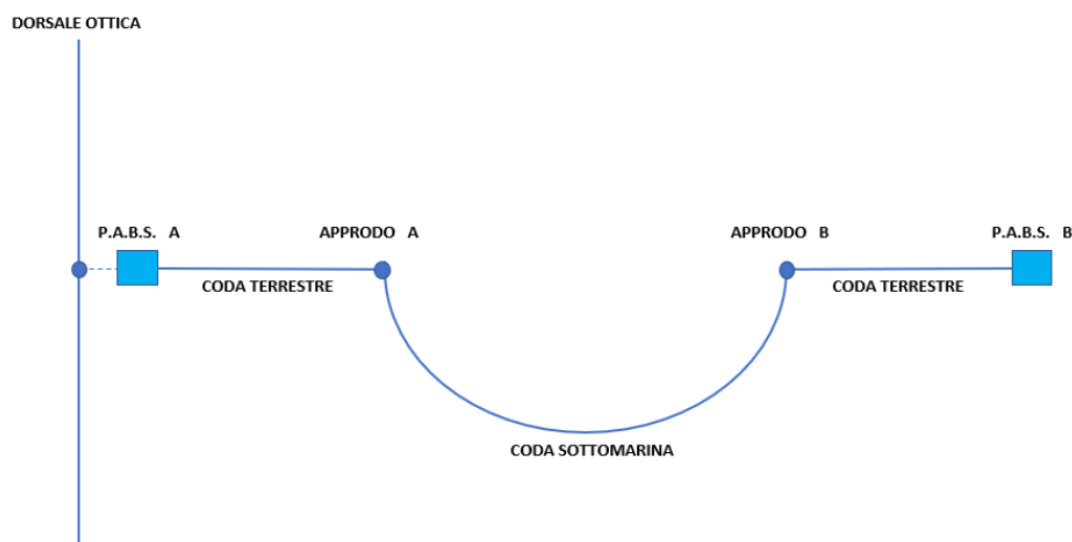 DORSALE OTTICA
P.A.B.S. A
APPRODO A
APPRODO B
P.A.B.S. B
CODA TERRESTRE
CODA TERRESTRE
CODA SOTTOMARINA